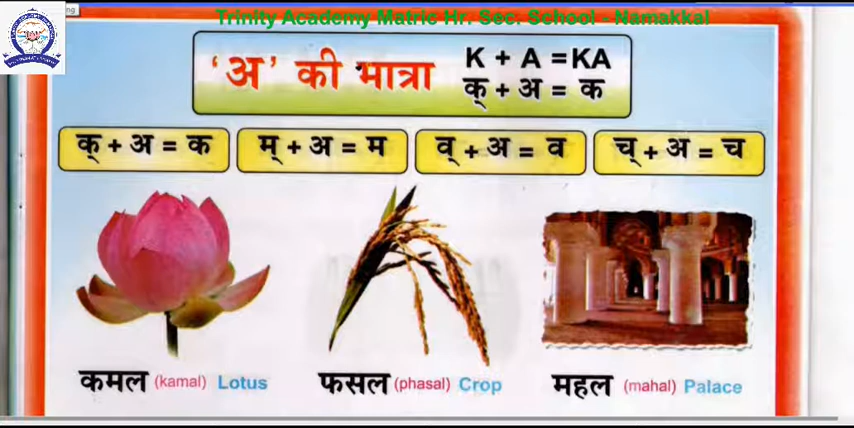 Trinity Academy Matric Hr. Sec. School - Namakkal
'अ' की मात्रा
K + A = KA
क् + अ = क
क् + अ = क
म् + अ = म
व् + अ = व
च् + अ = च
कमल (kamal) Lotus
फसल (phasal) Crop
महल (mahal) Palace